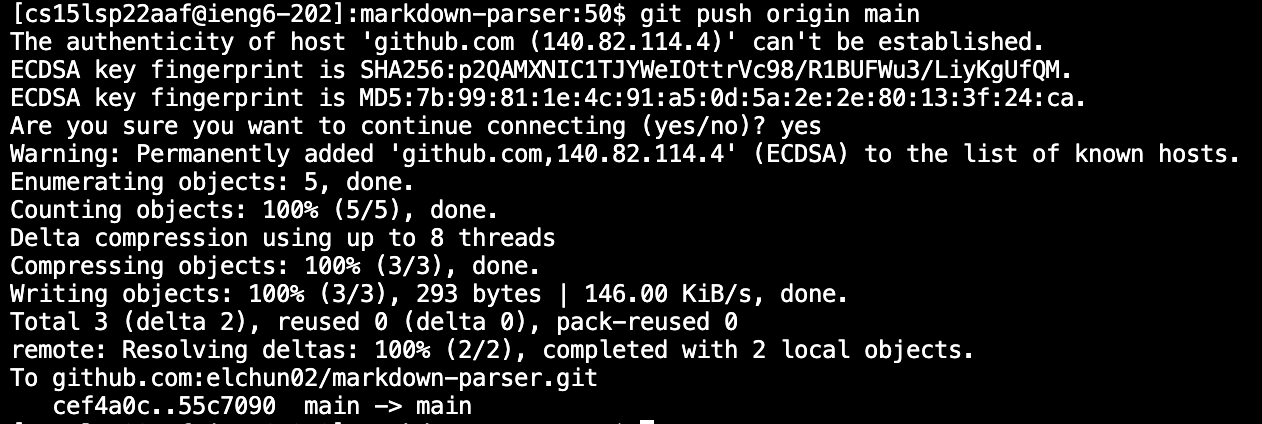 [cs15lsp22aaf@ieng6-202]:markdown-parser:50$ git push origin main
The authenticity of host 'github.com (140.82.114.4)' can't be established.
ECDSA key fingerprint is SHA256:p2QAMXNIC1TJYWeIOttrVc98/R1BUFWu3/LiyKgUfQM.
ECDSA key fingerprint is MD5:7b:99:81:1e:4c:91:a5:0d:5a:2e:2e:80:13:3f:24:ca.
Are you sure you want to continue connecting (yes/no)? yes
Warning: Permanently added 'github.com,140.82.114.4' (ECDSA) to the list of known hosts.
Enumerating objects: 5, done.
Counting objects: 100% (5/5), done.
Delta compression using up to 8 threads
Compressing objects: 100% (3/3), done.
Writing objects: 100% (3/3), 293 bytes | 146.00 KiB/s, done.
Total 3 (delta 2), reused 0 (delta 0), pack-reused 0
remote: Resolving deltas: 100% (2/2), completed with 2 local objects.
To github.com:elchun02/markdown-parser.git
   cef4a0c..55c7090  main -> main